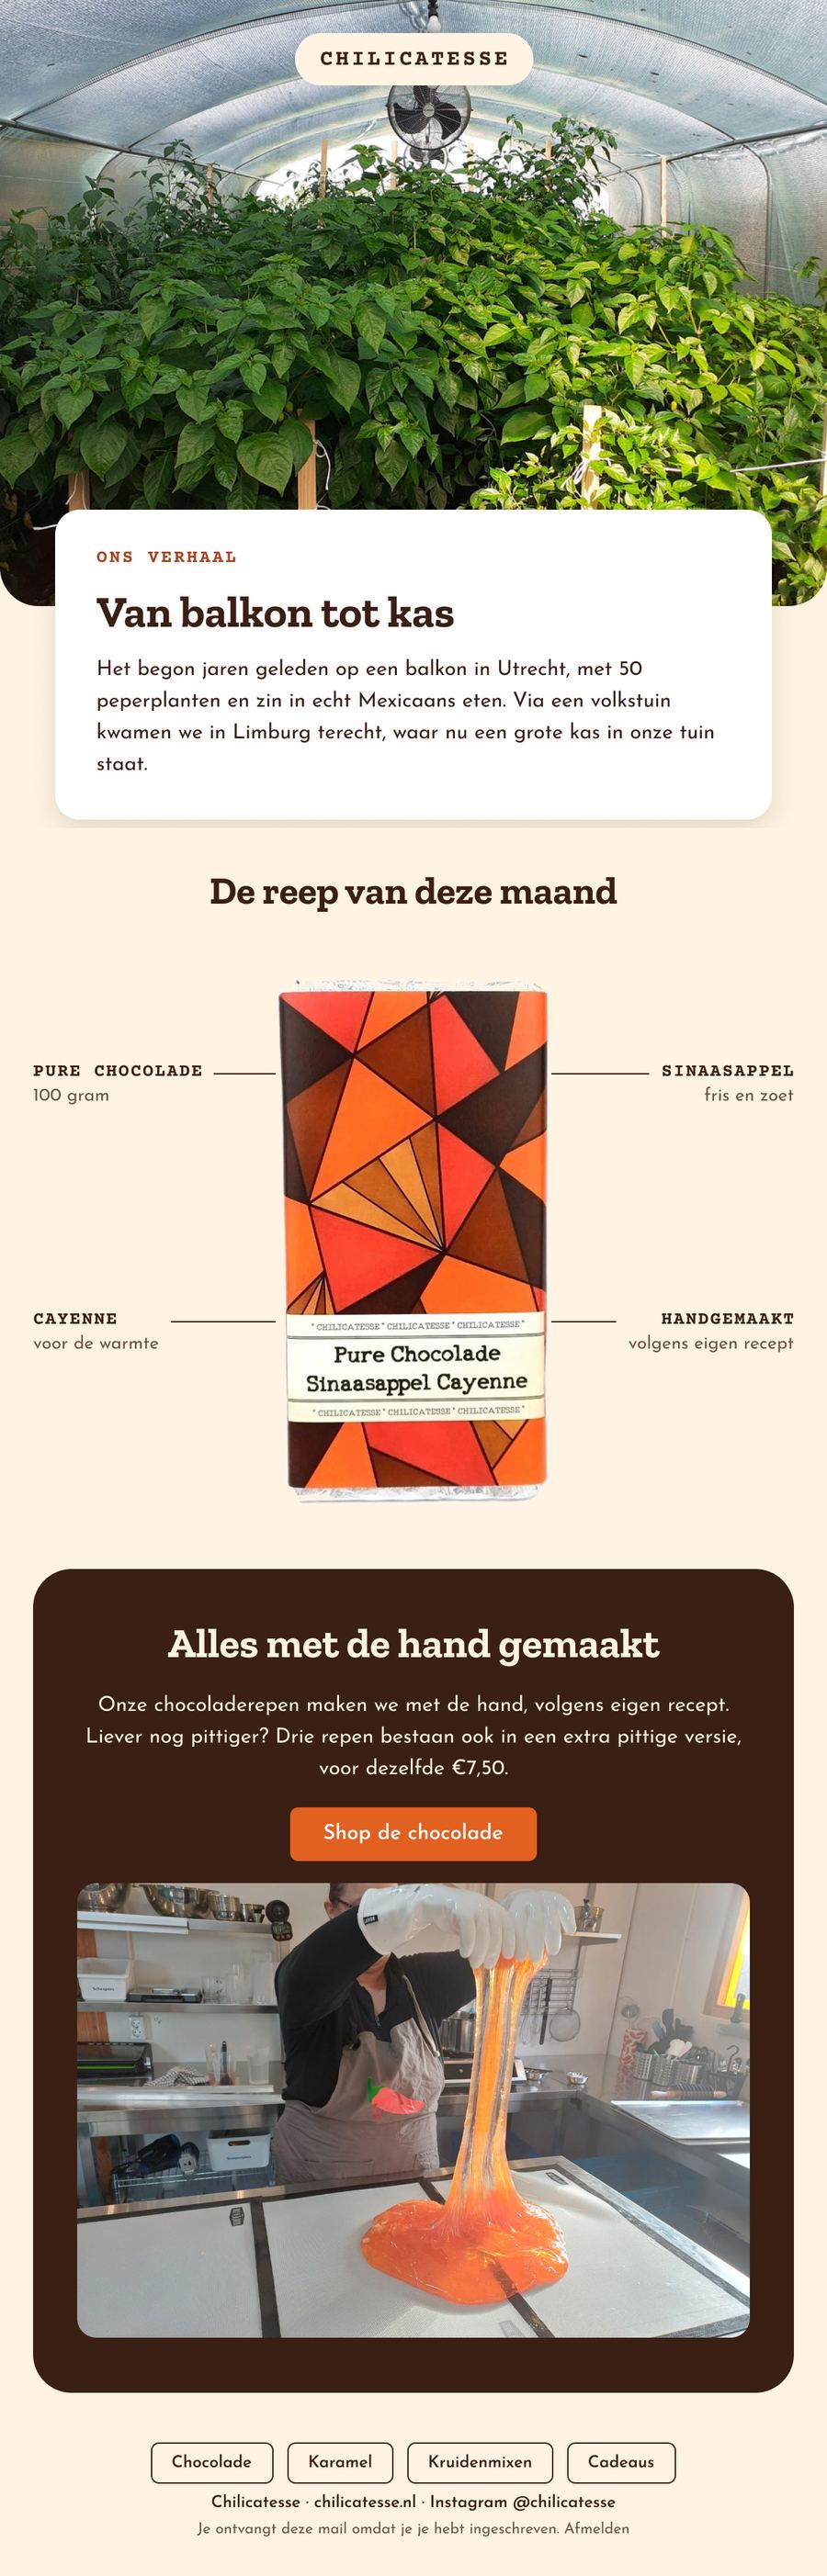 CHILICATESSE
ONS VERHAAL
Van balkon tot kas
Het begon jaren geleden op een balkon in Utrecht, met 50
peperplanten en zin in echt Mexicaans eten. Via een volkstuin
kwamen we in Limburg terecht, waar nu een grote kas in onze tuin
staat.
De reep van deze maand
PURE CHOCOLADE
100 gram
SINAASAPPEL
fris en zoet
CAYENNE
voor de warmte
HANDGEMAAKT
volgens eigen recept
* CHILICATESSE * CHILICATESSE * CHILICATESSE *
Pure Chocolade
Sinaasappel Cayenne
* CHILICATESSE * CHILICATESSE * CHILICATESSE *
Alles met de hand gemaakt
Onze chocoladerepen maken we met de hand, volgens eigen recept.
Liever nog pittiger? Drie repen bestaan ook in een extra pittige versie,
voor dezelfde €7,50.
Shop de chocolade
Chocolade
Karamel
Kruidenmixen
Cadeaus
Chilicatesse · chilicatesse.nl · Instagram @chilicatesse
Je ontvangt deze mail omdat je je hebt ingeschreven. Afmelden